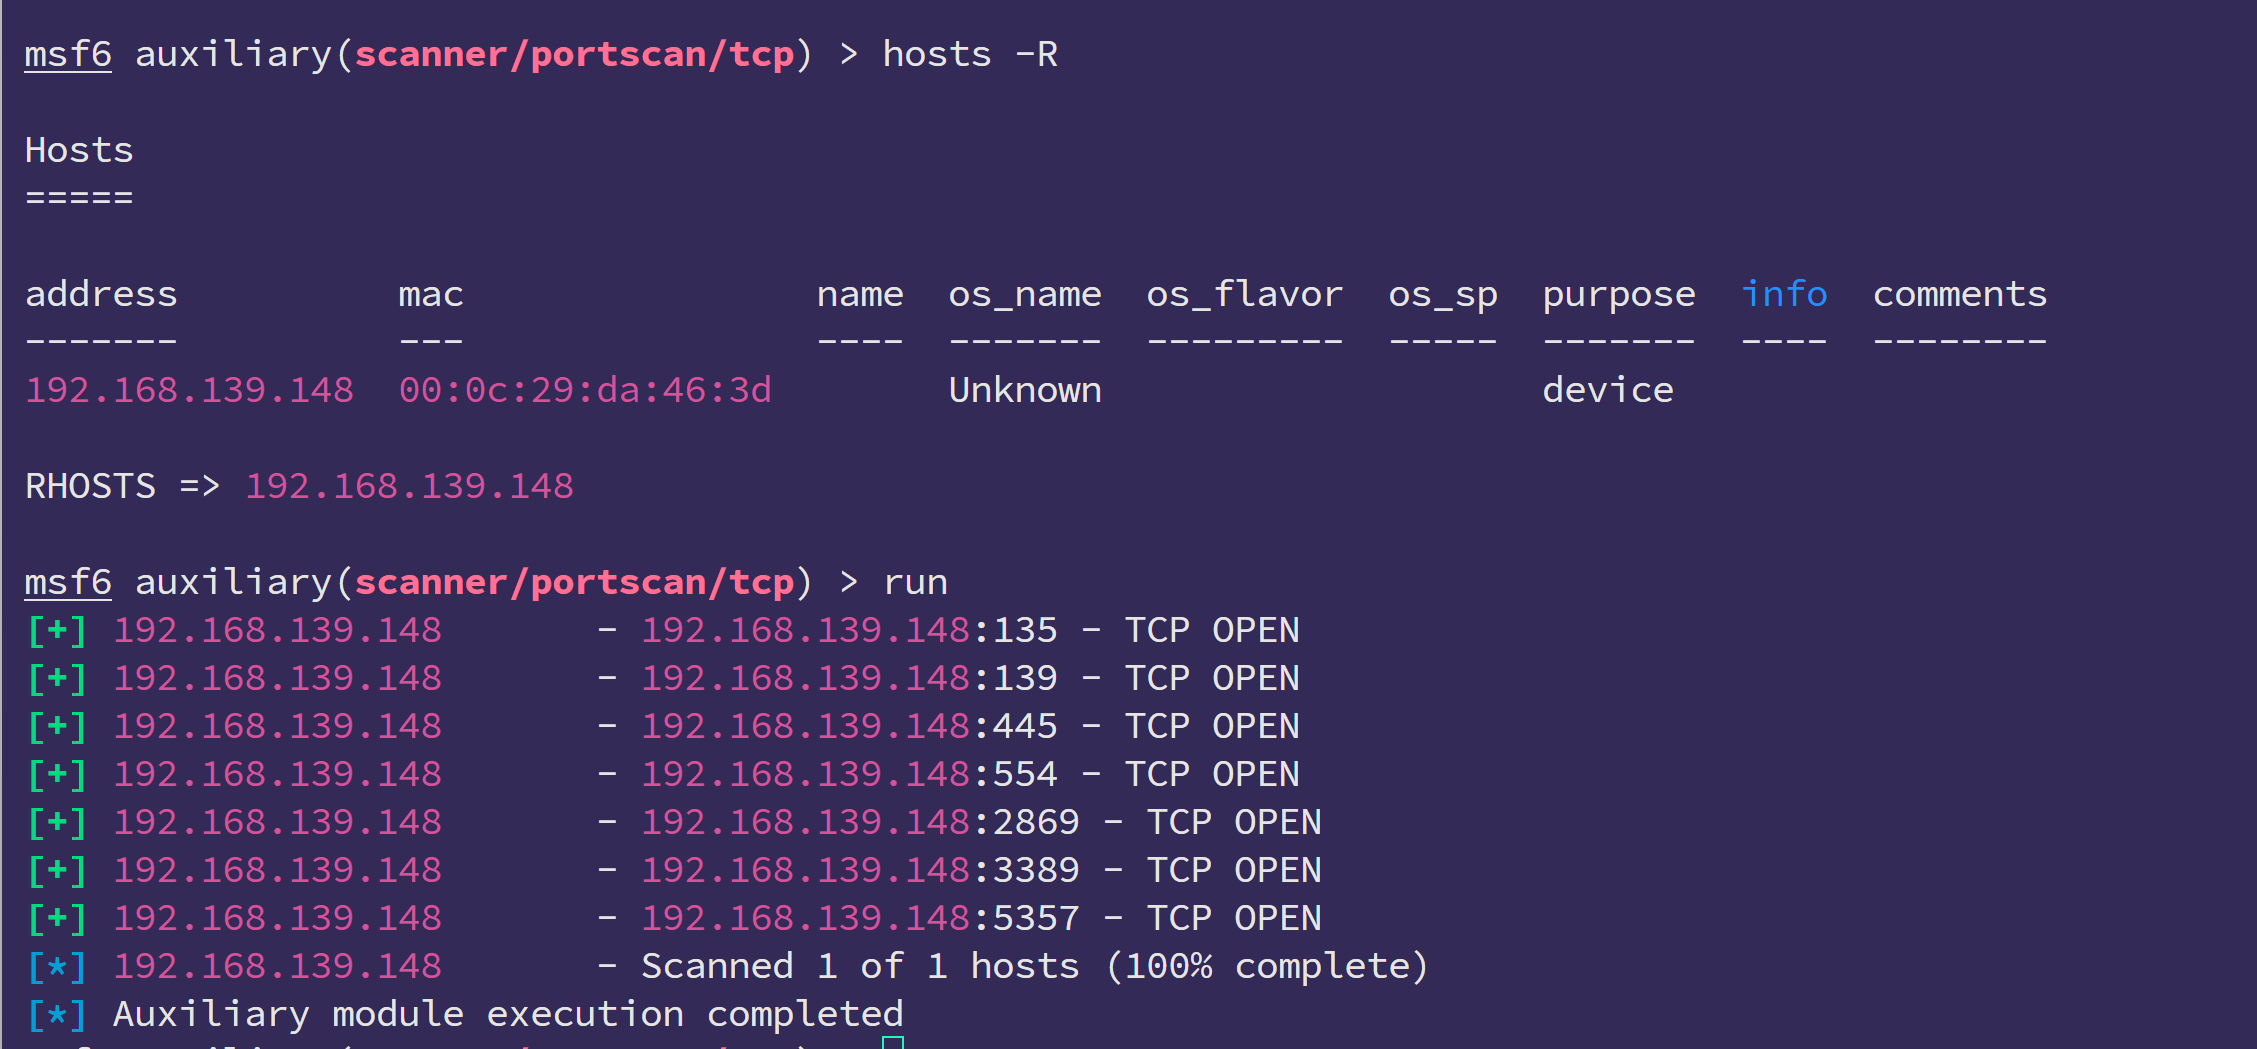 msf6 auxiliary(scanner/portscan/tcp) > hosts -R
Hosts
=====
address          mac                name  os_name  os_flavor  os_sp  purpose  info  comments
-------          ---                ----  -------  ---------  -----  -------  ----  --------
192.168.139.148  00:0c:29:da:46:3d        Unknown                    device
RHOSTS => 192.168.139.148
msf6 auxiliary(scanner/portscan/tcp) > run
[+] 192.168.139.148       - 192.168.139.148:135 - TCP OPEN
[+] 192.168.139.148       - 192.168.139.148:139 - TCP OPEN
[+] 192.168.139.148       - 192.168.139.148:445 - TCP OPEN
[+] 192.168.139.148       - 192.168.139.148:554 - TCP OPEN
[+] 192.168.139.148       - 192.168.139.148:2869 - TCP OPEN
[+] 192.168.139.148       - 192.168.139.148:3389 - TCP OPEN
[+] 192.168.139.148       - 192.168.139.148:5357 - TCP OPEN
[*] 192.168.139.148       - Scanned 1 of 1 hosts (100% complete)
[*] Auxiliary module execution completed